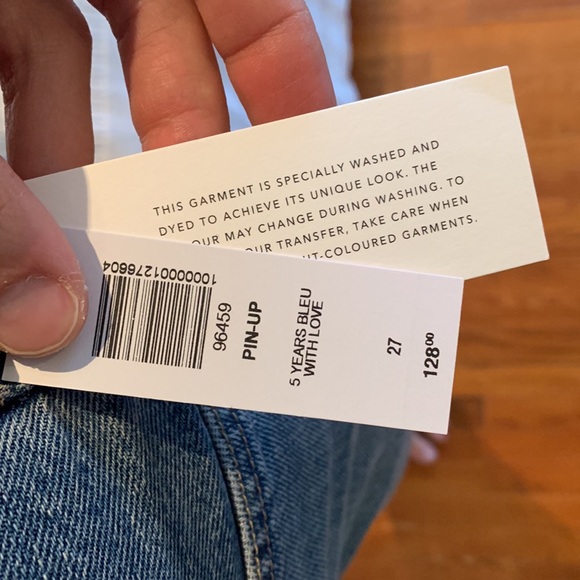 THIS GARMENT IS SPECIALLY WASHED AND
DYED TO ACHIEVE ITS UNIQUE LOOK. THE
MAY CHANGE DURING WASHING. TO
TRANSFER, TAKE CARE WHEN
GARMENTS.
1000001276604
96459
PIN-UP
5 YEARS BLEU
WITH LOVE
27
128⁰⁰